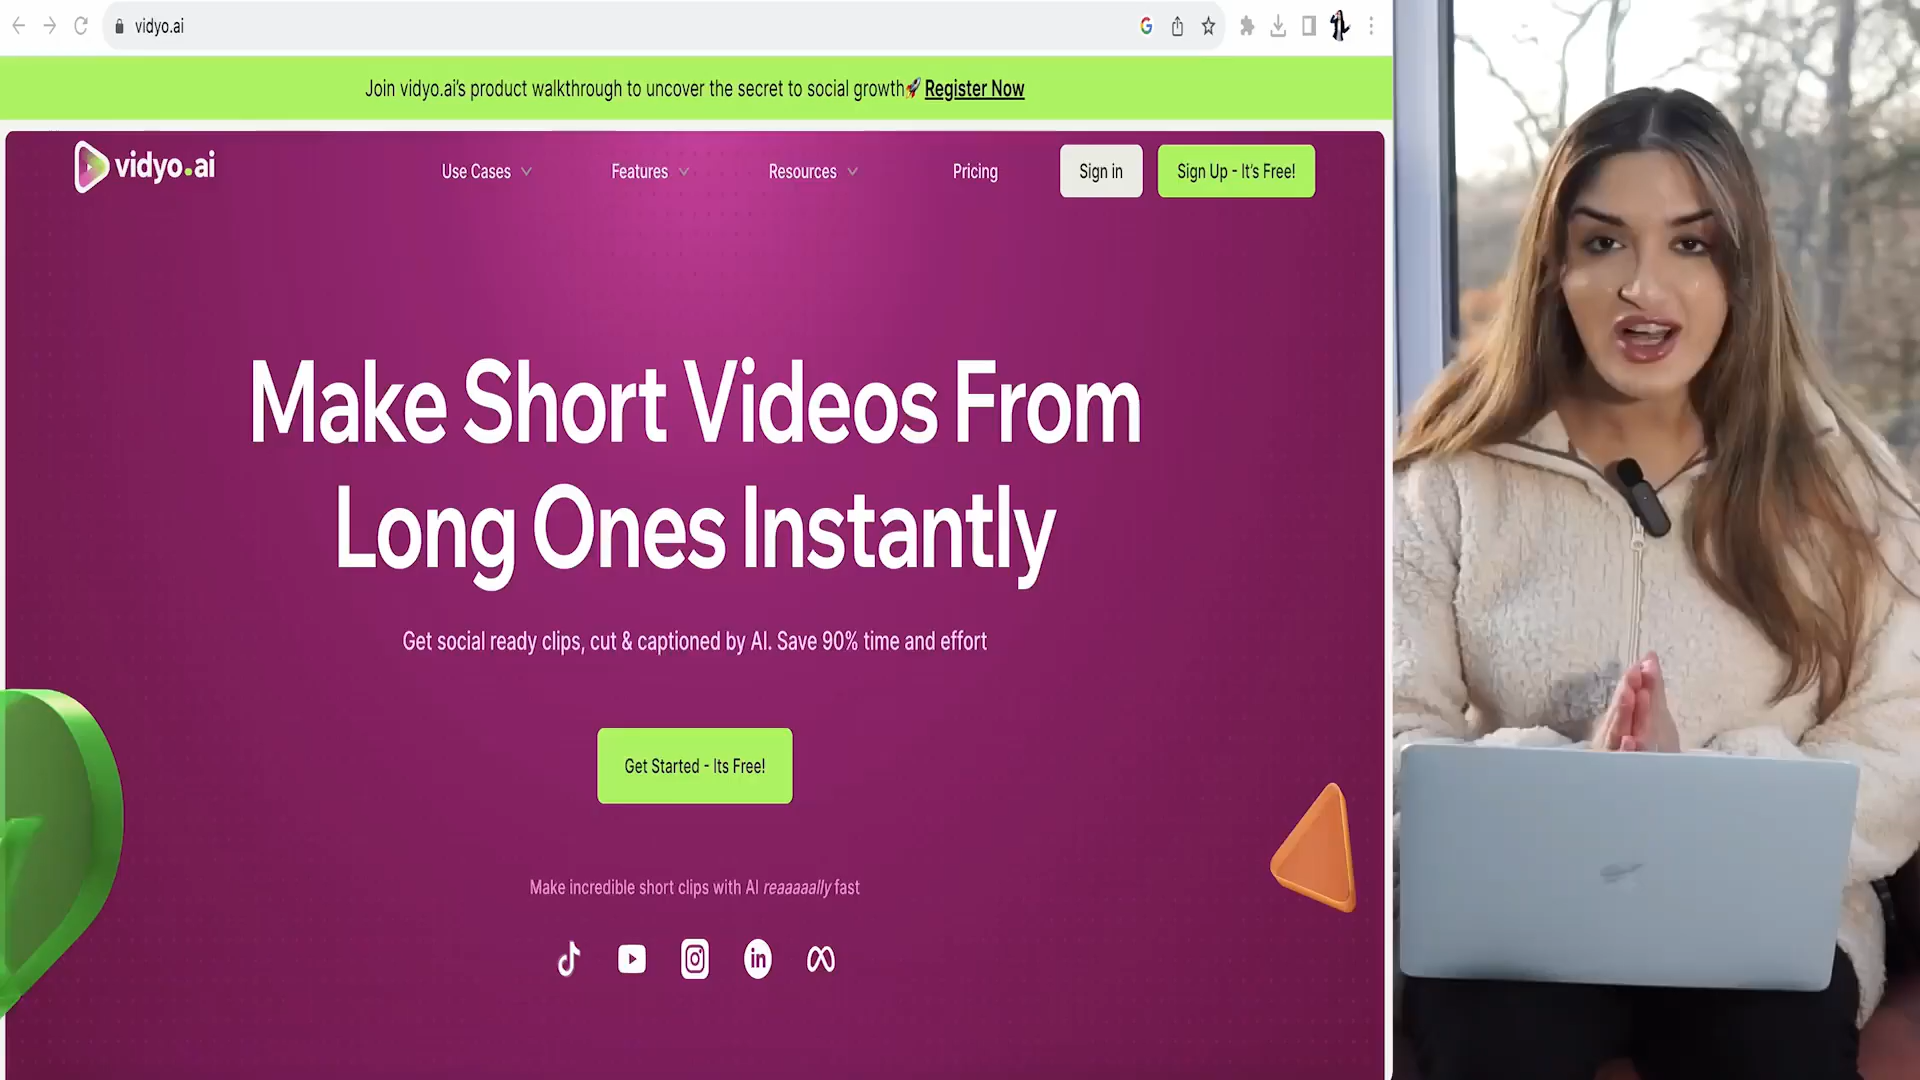 vidyo.ai
Join vidyo.ai's product walkthrough to uncover the secret to social growth🚀 Register Now
vidyo.ai
Use Cases
Features
Resources
Pricing
Sign in
Sign Up - It's Free!
Make Short Videos From
Long Ones Instantly
Get social ready clips, cut & captioned by AI. Save 90% time and effort
Get Started - Its Free!
Make incredible short clips with AI reaaaaally fast
in